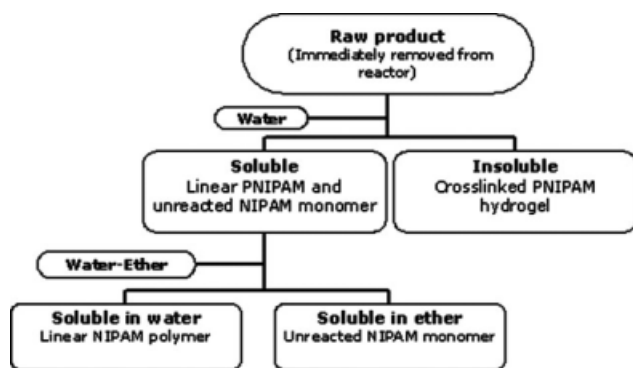 Raw product
(Immediately removed from
reactor)
Water
Soluble
Linear PNIPAM and
unreacted NIPAM monomer
Insoluble
Crosslinked PNIPAM
hydrogel
Water-Ether
Soluble in water
Linear NIPAM polymer
Soluble in ether
Unreacted NIPAM monomer